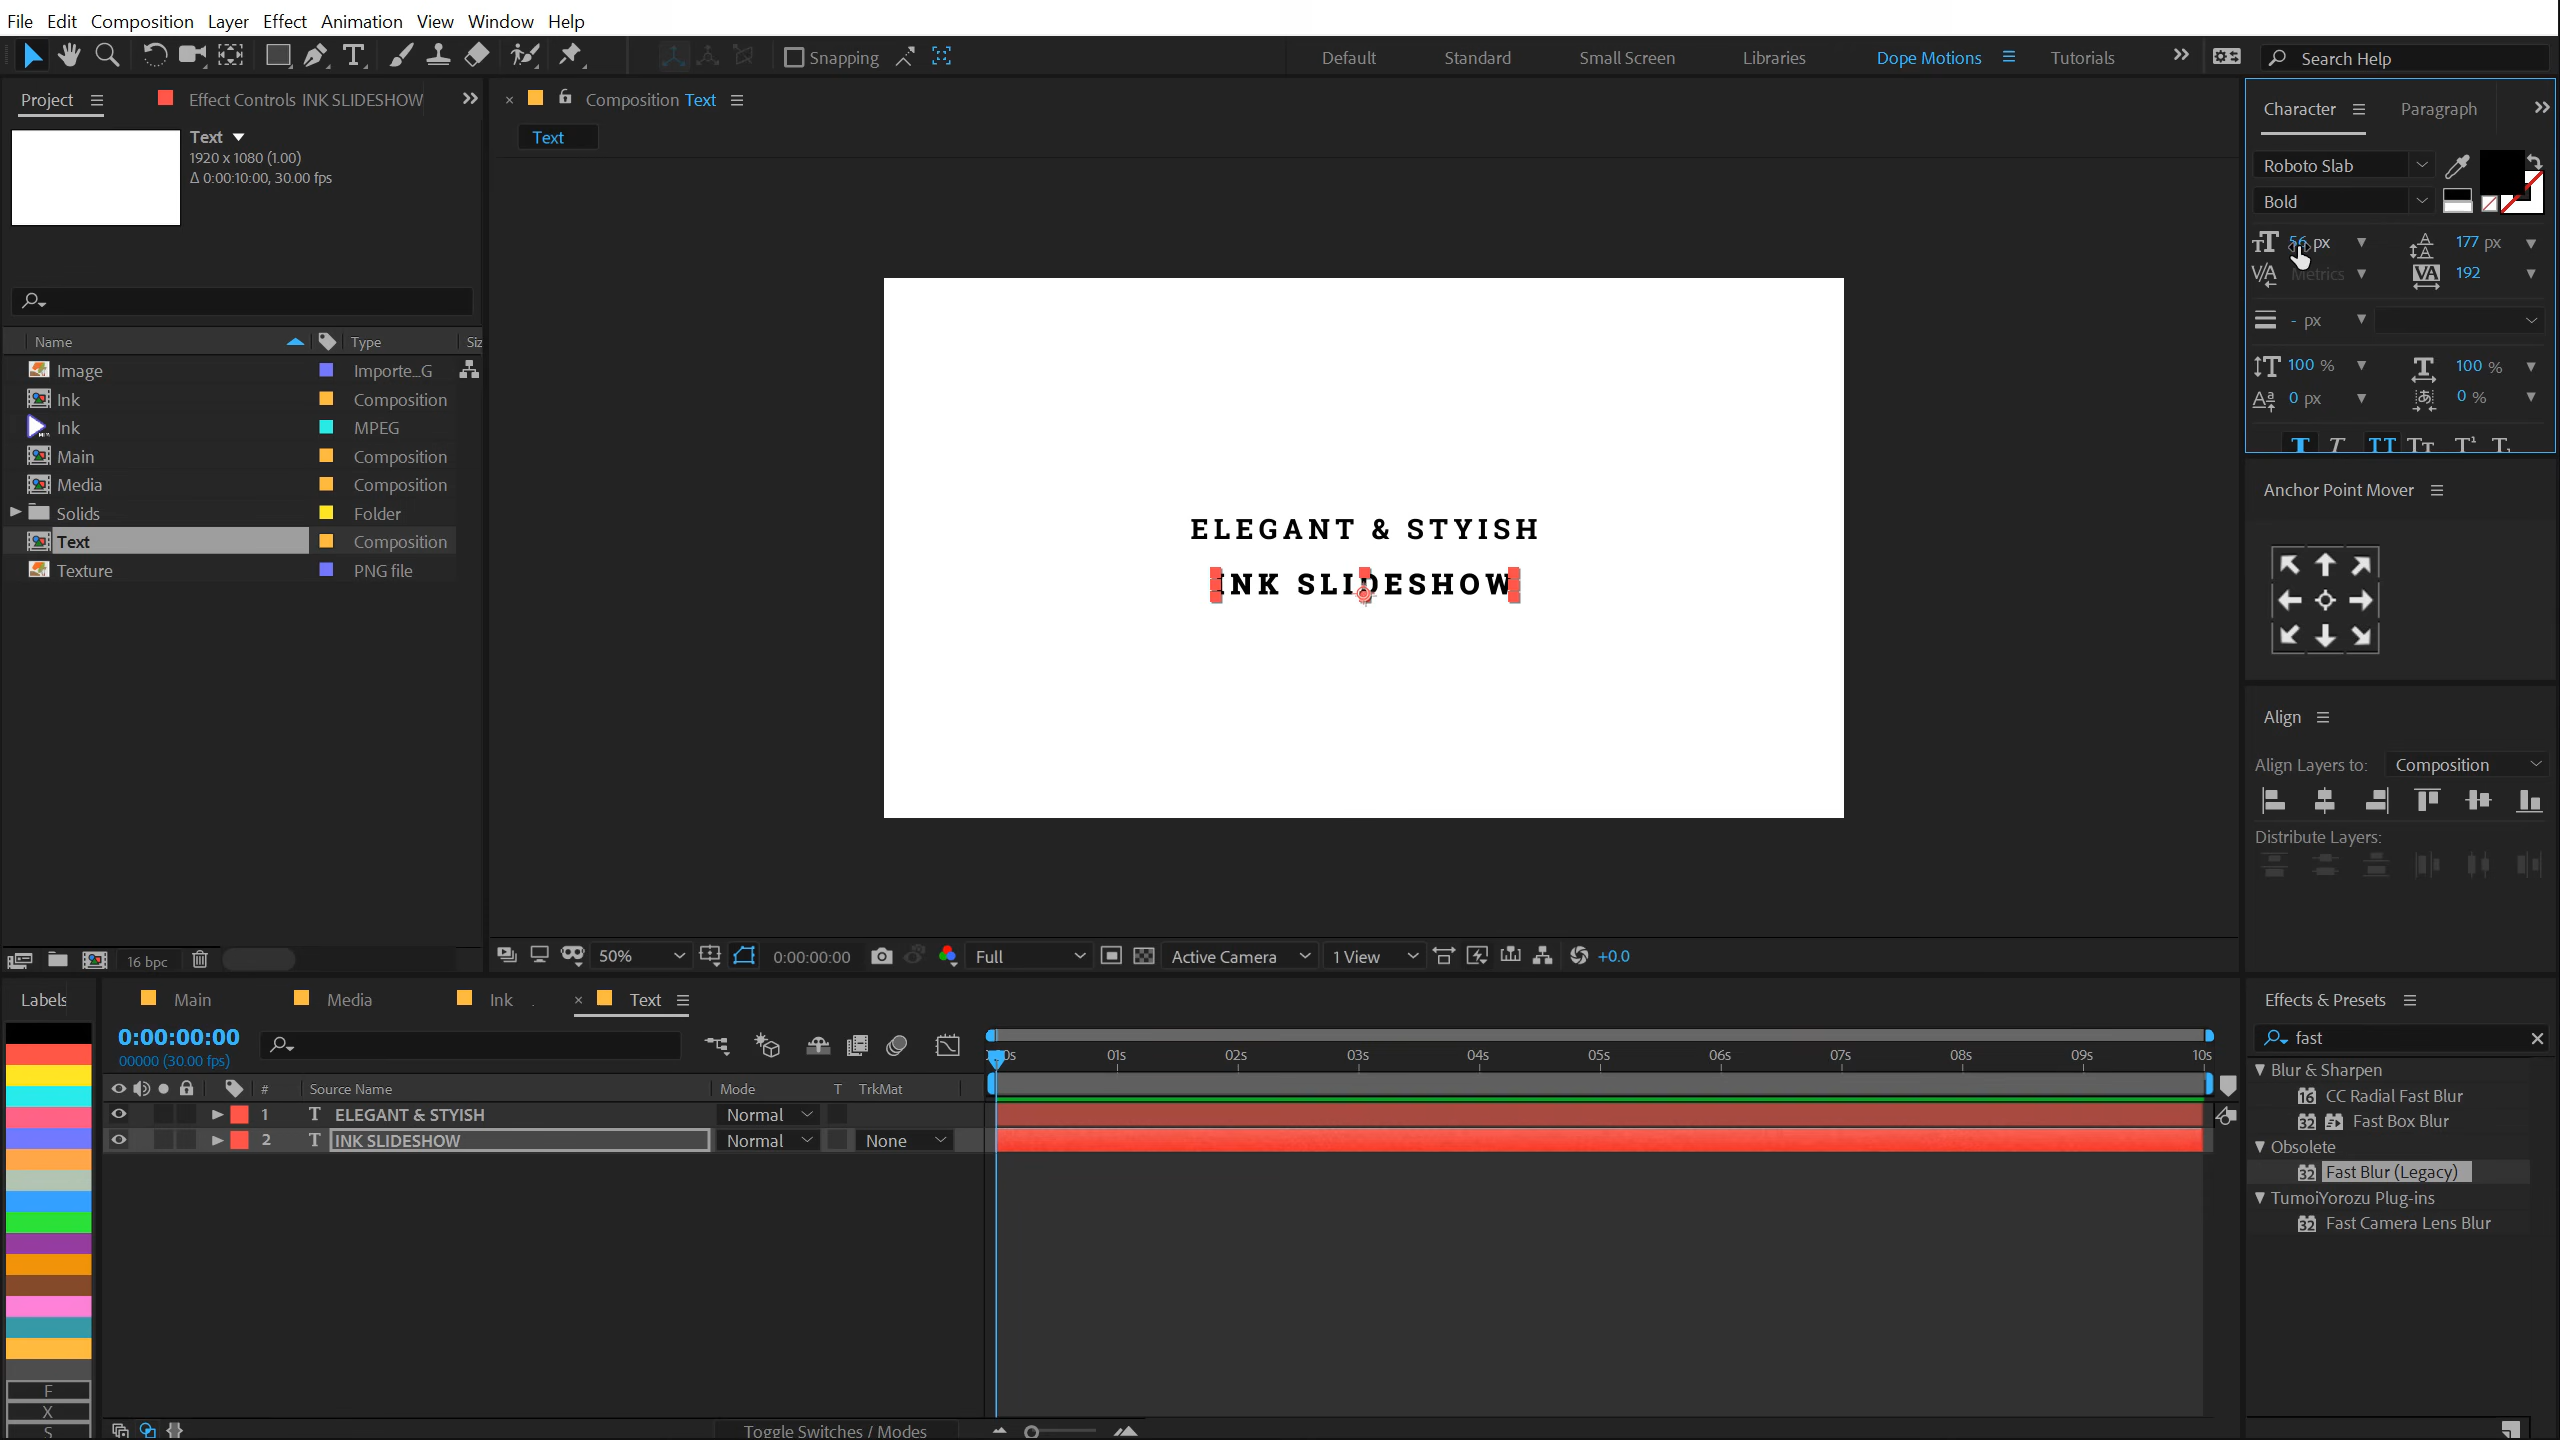 File Edit Composition Layer Effect Animation View Window Help
Snapping Default Standard Small Screen Libraries Dope Motions Tutorials Search Help
Project Effect Controls INK SLIDESHOW
Text
1920 x 1080 (1.00)
Δ 0:00:10:00, 30.00 fps
Name Type Siz
Image Importe_G
Ink Composition
Ink MPEG
Main Composition
Media Composition
Solids Folder
Text Composition
Texture PNG file
16 bpc
Composition Text
Text
ELEGANT & STYISH
INK SLIDESHOW
50% 0:00:00:00 Full Active Camera 1 View +0.0
Character Paragraph
Roboto Slab
Bold
56 px 177 px
Metrics 192
- px
100 % 100 %
0 px 0 %
Anchor Point Mover
Align
Align Layers to: Composition
Distribute Layers:
Labels
F
X
S
Main Media Ink Text
0:00:00:00
00000 (30.00 fps)
01s 02s 03s 04s 05s 06s 07s 08s 09s 10s
# Source Name Mode T TrkMat
1 T ELEGANT & STYISH Normal
2 T INK SLIDESHOW Normal None
Toggle Switches / Modes
Effects & Presets
fast
Blur & Sharpen
16 CC Radial Fast Blur
32 Fast Box Blur
Obsolete
32 Fast Blur (Legacy)
TumoiYorozu Plug-ins
32 Fast Camera Lens Blur